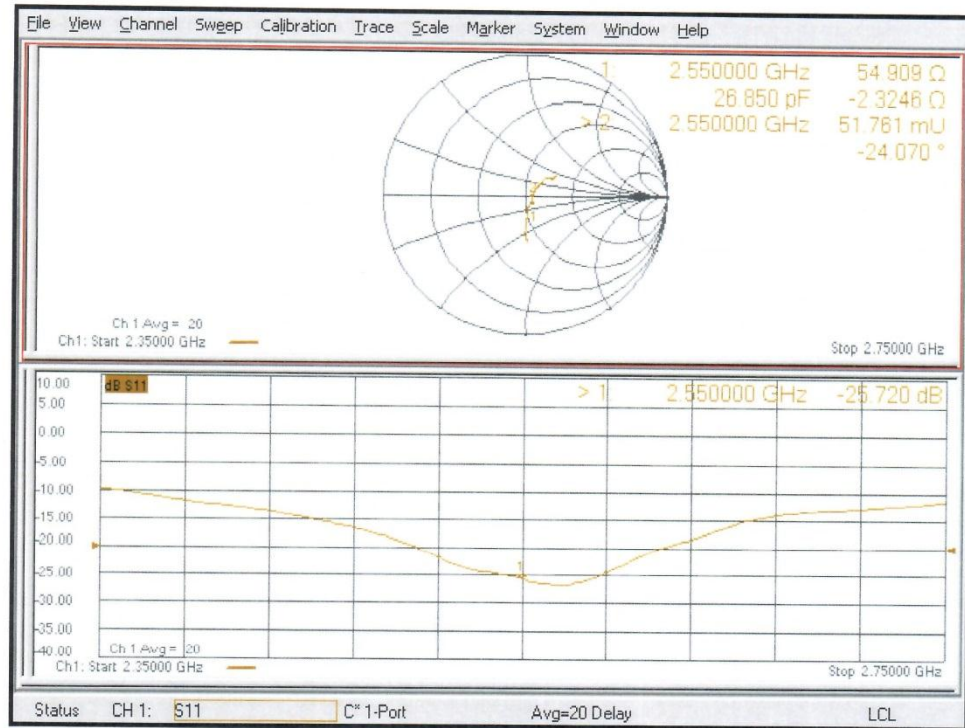 File View Channel Sweep Calibration Trace Scale Marker System Window Help
1: 2.550000 GHz 54.909 Ω
26.850 pF -2.3246 Ω
> 2 2.550000 GHz 51.761 mU
-24.070 °
1
Ch 1 Avg = 20
Ch1: Start 2.35000 GHz
Stop 2.75000 GHz
10.00 dB S11
> 1 2.550000 GHz -25.720 dB
5.00
0.00
-5.00
-10.00
-15.00
-20.00
-25.00
1
-30.00
-35.00
-40.00
Ch 1 Avg = 20
Ch1: Start 2.35000 GHz
Stop 2.75000 GHz
Status CH 1: S11 C* 1-Port Avg=20 Delay LCL